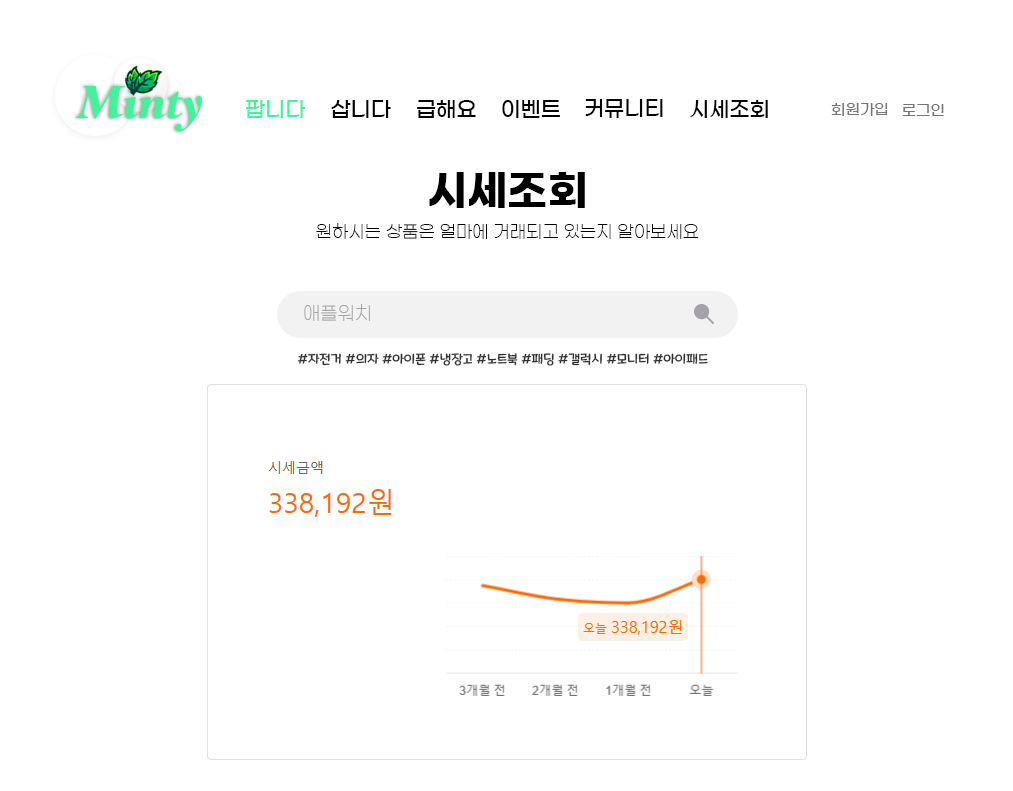 Minty
팝니다 삽니다 급해요 이벤트 커뮤니티 시세조회 회원가입 로그인
시세조회
원하시는 상품은 얼마에 거래되고 있는지 알아보세요
애플워치
#자전거 #의자 #아이폰 #냉장고 #노트북 #패딩 #갤럭시 #모니터 #아이패드
시세금액
338,192원
오늘 338,192원
3개월 전 2개월 전 1개월 전 오늘